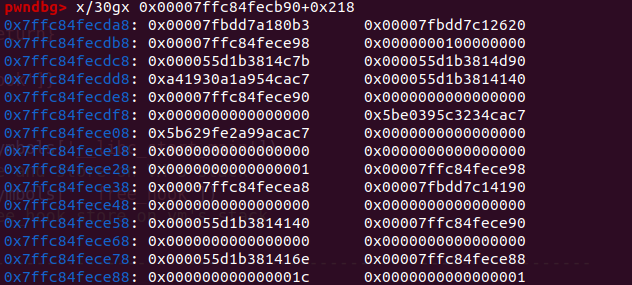 pwndbg> x/30gx 0x00007ffc84fecb90+0x218
0x7ffc84fecda8: 0x00007fbdd7a180b3 0x00007fbdd7c12620
0x7ffc84fecdb8: 0x00007ffc84fece98 0x0000000100000000
0x7ffc84fecdc8: 0x000055d1b3814c7b 0x000055d1b3814d90
0x7ffc84fecdd8: 0xa41930a1a954cac7 0x000055d1b3814140
0x7ffc84fecde8: 0x00007ffc84fece90 0x0000000000000000
0x7ffc84fecdf8: 0x0000000000000000 0x5be0395c3234cac7
0x7ffc84fece08: 0x5b629fe2a99acac7 0x0000000000000000
0x7ffc84fece18: 0x0000000000000000 0x0000000000000000
0x7ffc84fece28: 0x0000000000000001 0x00007ffc84fece98
0x7ffc84fece38: 0x00007ffc84fecea8 0x00007fbdd7c14190
0x7ffc84fece48: 0x0000000000000000 0x0000000000000000
0x7ffc84fece58: 0x000055d1b3814140 0x00007ffc84fece90
0x7ffc84fece68: 0x0000000000000000 0x0000000000000000
0x7ffc84fece78: 0x000055d1b381416e 0x00007ffc84fece88
0x7ffc84fece88: 0x000000000000001c 0x0000000000000001